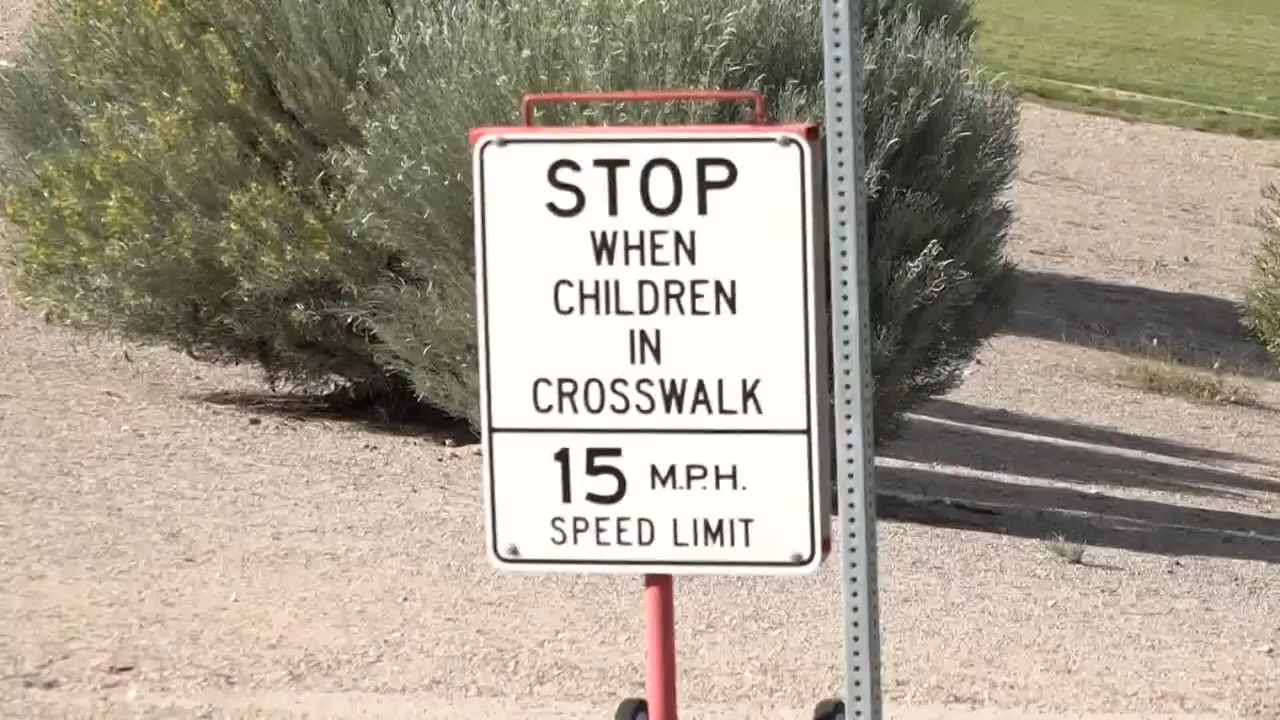 STOP
WHEN
CHILDREN
IN
CROSSWALK
15 M.P.H.
SPEED LIMIT